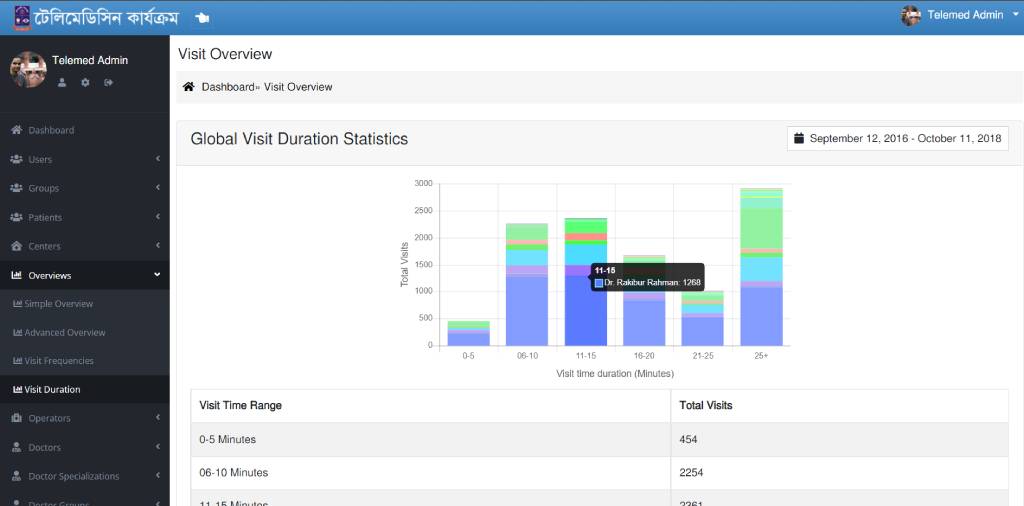 টেলিমেডিসিন কার্যক্রম
Telemed Admin
Telemed Admin
Dashboard
Users
Groups
Patients
Centers
Overviews
Simple Overview
Advanced Overview
Visit Frequencies
Visit Duration
Operators
Doctors
Doctor Specializations
Doctor Groups
Visit Overview
Dashboard» Visit Overview
Global Visit Duration Statistics
September 12, 2016 - October 11, 2018
3000
2500
2000
1500
1000
500
0
Total Visits
11-15
Dr. Rakibur Rahman: 1268
0-5 06-10 11-15 16-20 21-25 25+
Visit time duration (Minutes)
Visit Time Range Total Visits
0-5 Minutes 454
06-10 Minutes 2254
11-15 Minutes 2361